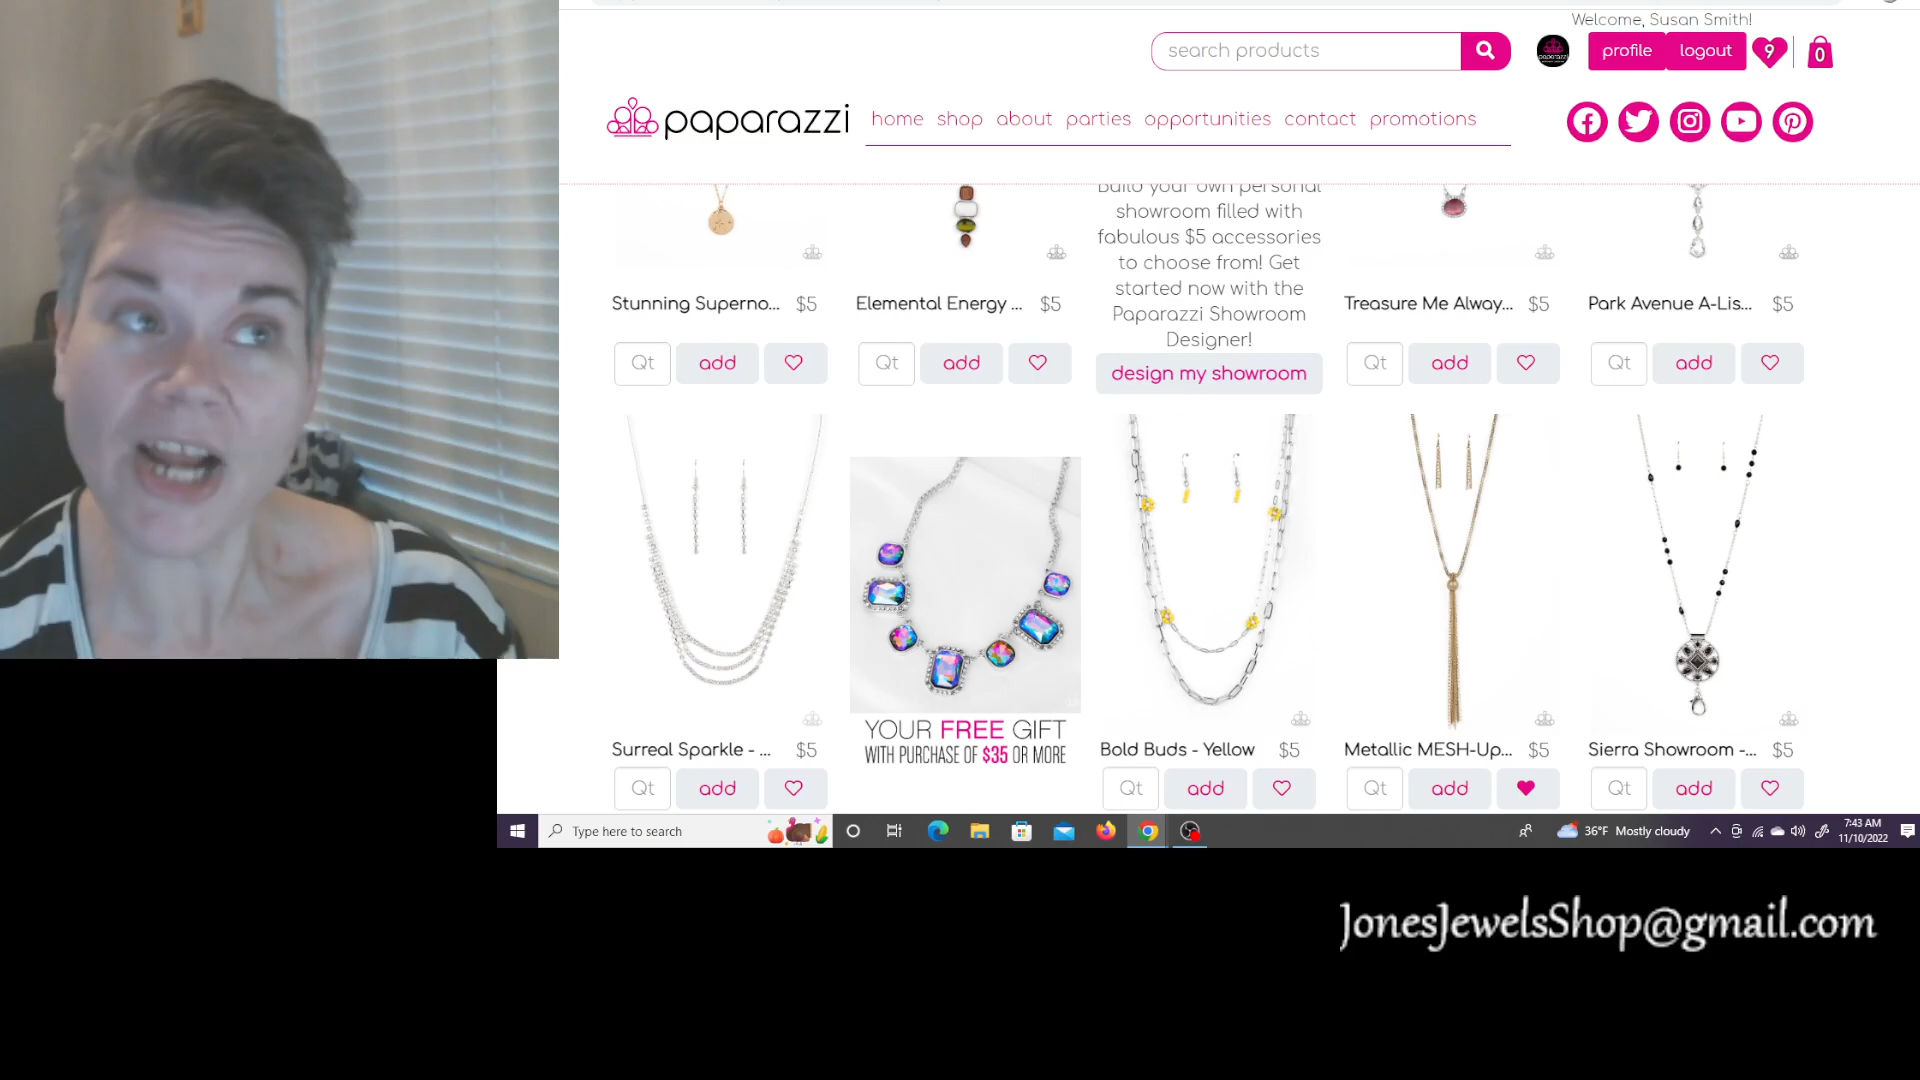 Welcome, Susan Smith!
search products
profile
logout
9
0
paparazzi
home shop about parties opportunities contact promotions
Build your own personal
showroom filled with
fabulous $5 accessories
to choose from! Get
started now with the
Paparazzi Showroom
Designer!
design my showroom
Stunning Superno... $5
Elemental Energy ... $5
Treasure Me Alway... $5
Park Avenue A-Lis... $5
Qt add
Qt add
Qt add
Qt add
YOUR FREE GIFT
WITH PURCHASE OF $35 OR MORE
Surreal Sparkle - ... $5
Bold Buds - Yellow $5
Metallic MESH-Up... $5
Sierra Showroom -... $5
Qt add
Qt add
Qt add
Qt add
Type here to search
36°F Mostly cloudy
7:43 AM
11/10/2022
JonesJewelsShop@gmail.com